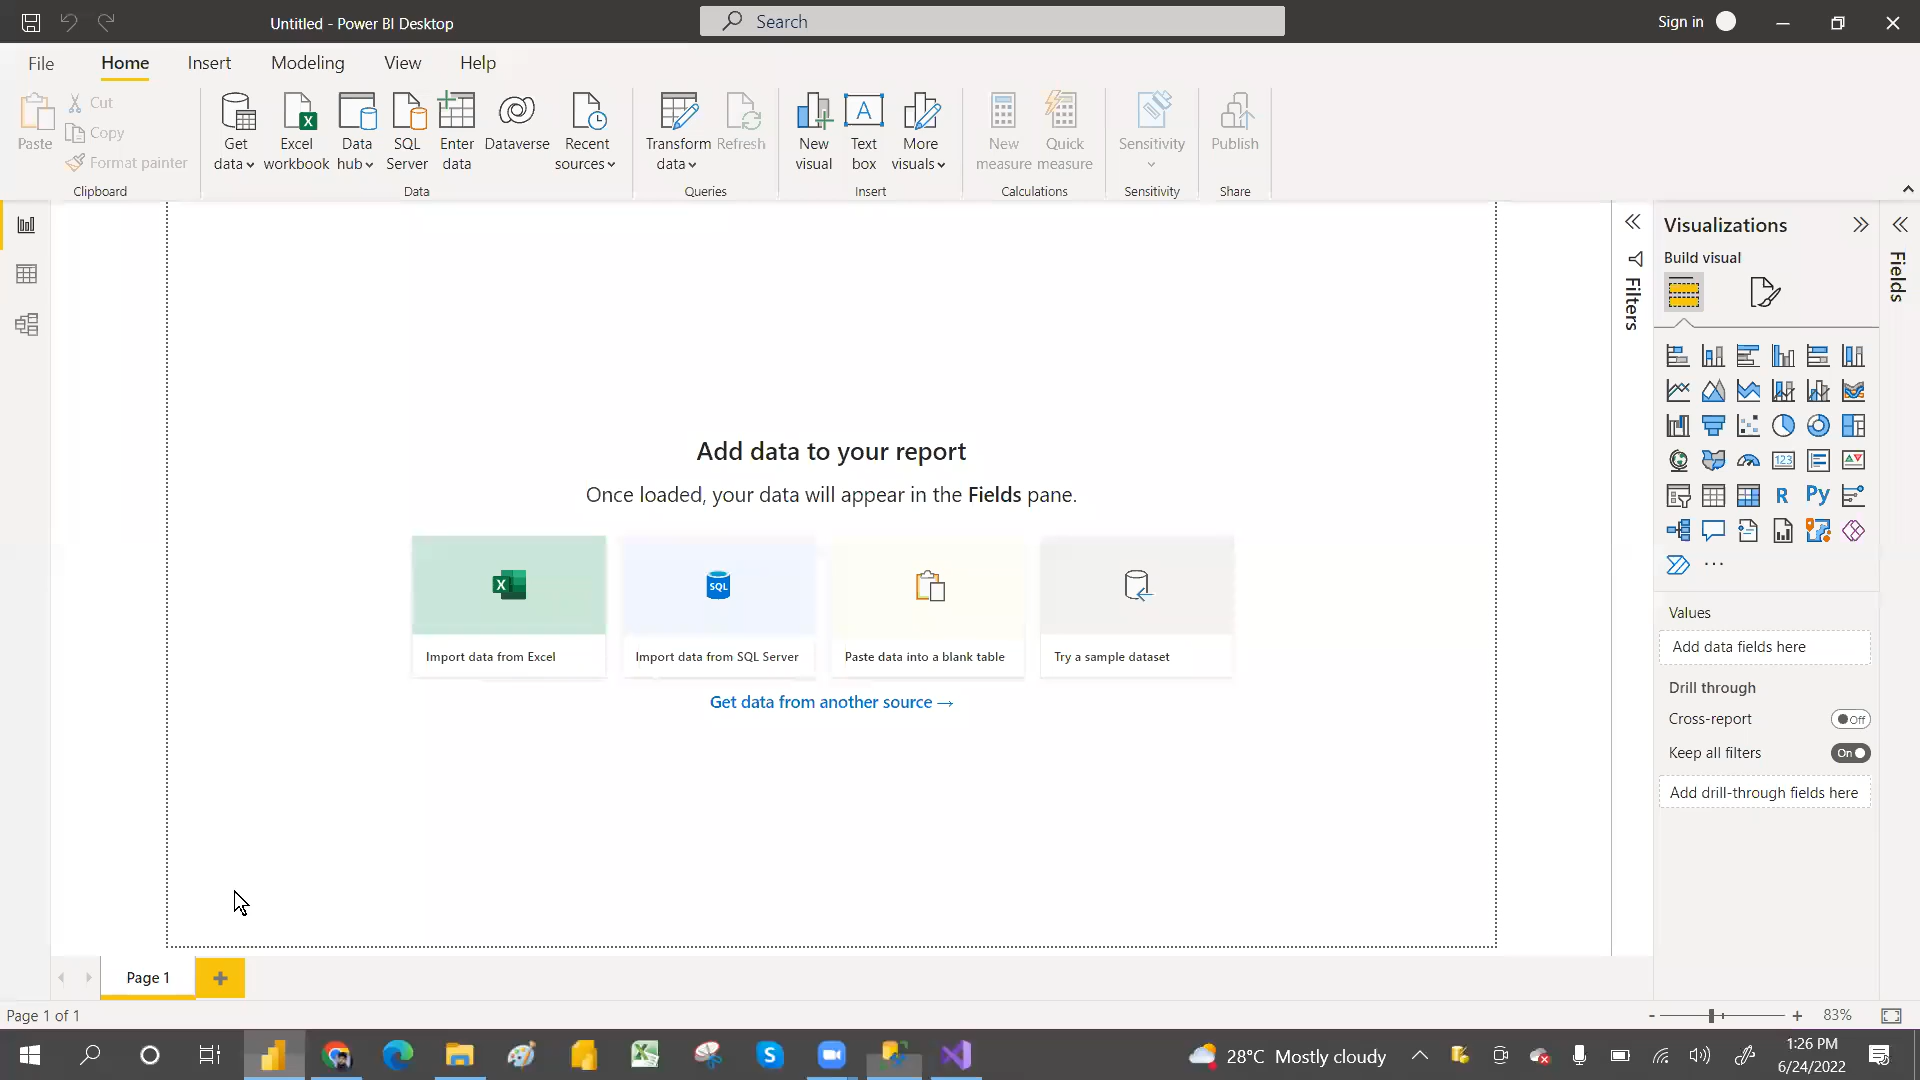 Untitled - Power BI Desktop
Search
Sign in
File
Home
Insert
Modeling
View
Help
Paste
Cut
Copy
Format painter
Clipboard
Get data
Excel workbook
Data hub
SQL Server
Enter data
Dataverse
Recent sources
Data
Transform data
Refresh
Queries
New visual
Text box
More visuals
Insert
New measure
Quick measure
Calculations
Sensitivity
Sensitivity
Publish
Share
Filters
Visualizations
Build visual
Fields
123
R
Py
Values
Add data fields here
Drill through
Cross-report
Off
Keep all filters
On
Add drill-through fields here
Add data to your report
Once loaded, your data will appear in the Fields pane.
SQL
Import data from Excel
Import data from SQL Server
Paste data into a blank table
Try a sample dataset
Get data from another source →
Page 1
Page 1 of 1
- + 83%
28°C Mostly cloudy
1:26 PM
6/24/2022